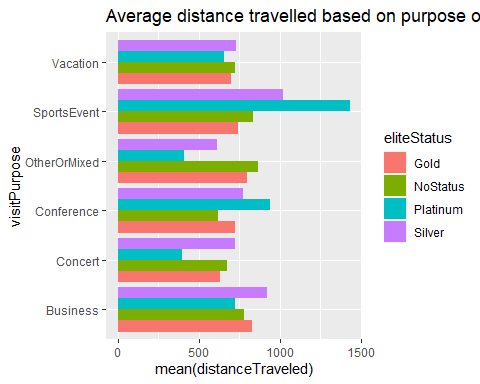 Average distance travelled based on purpose o
visitPurpose
Vacation
SportsEvent
OtherOrMixed
Conference
Concert
Business
0
500
1000
1500
mean(distanceTraveled)
eliteStatus
Gold
NoStatus
Platinum
Silver